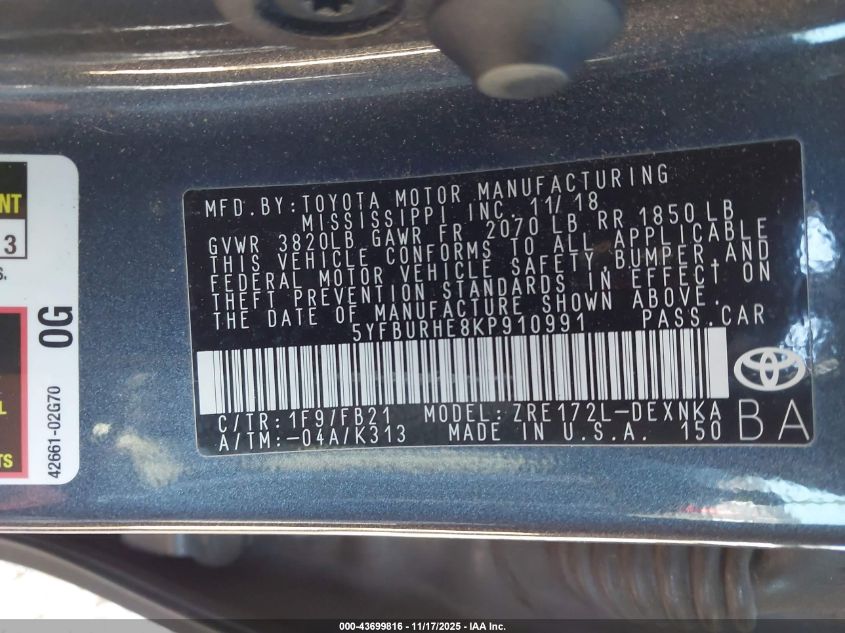 MFD.BY:TOYOTA MOTOR MANUFACTURING
MISSISSIPPI INC. 11/18
GVWR 3820LB GAWR FR 2070 LB RR 1850 LB
THIS VEHICLE CONFORMS TO ALL APPLICABLE
FEDERAL MOTOR VEHICLE SAFETY, BUMPER,AND
THEFT PREVENTION STANDARDS IN EFFECT ON
THE DATE OF MANUFACTURE SHOWN ABOVE.
5YFBURHE8KP910991 PASS.CAR
C/TR:1F9/FB21 MODEL:ZRE172L-DEXNKA
A/TM:-04A/K313 MADE IN U.S.A. 150
BA
NT
3
S.
0G
L
TS
42661-02G70
000-43699816 - 11/17/2025 - IAA Inc.